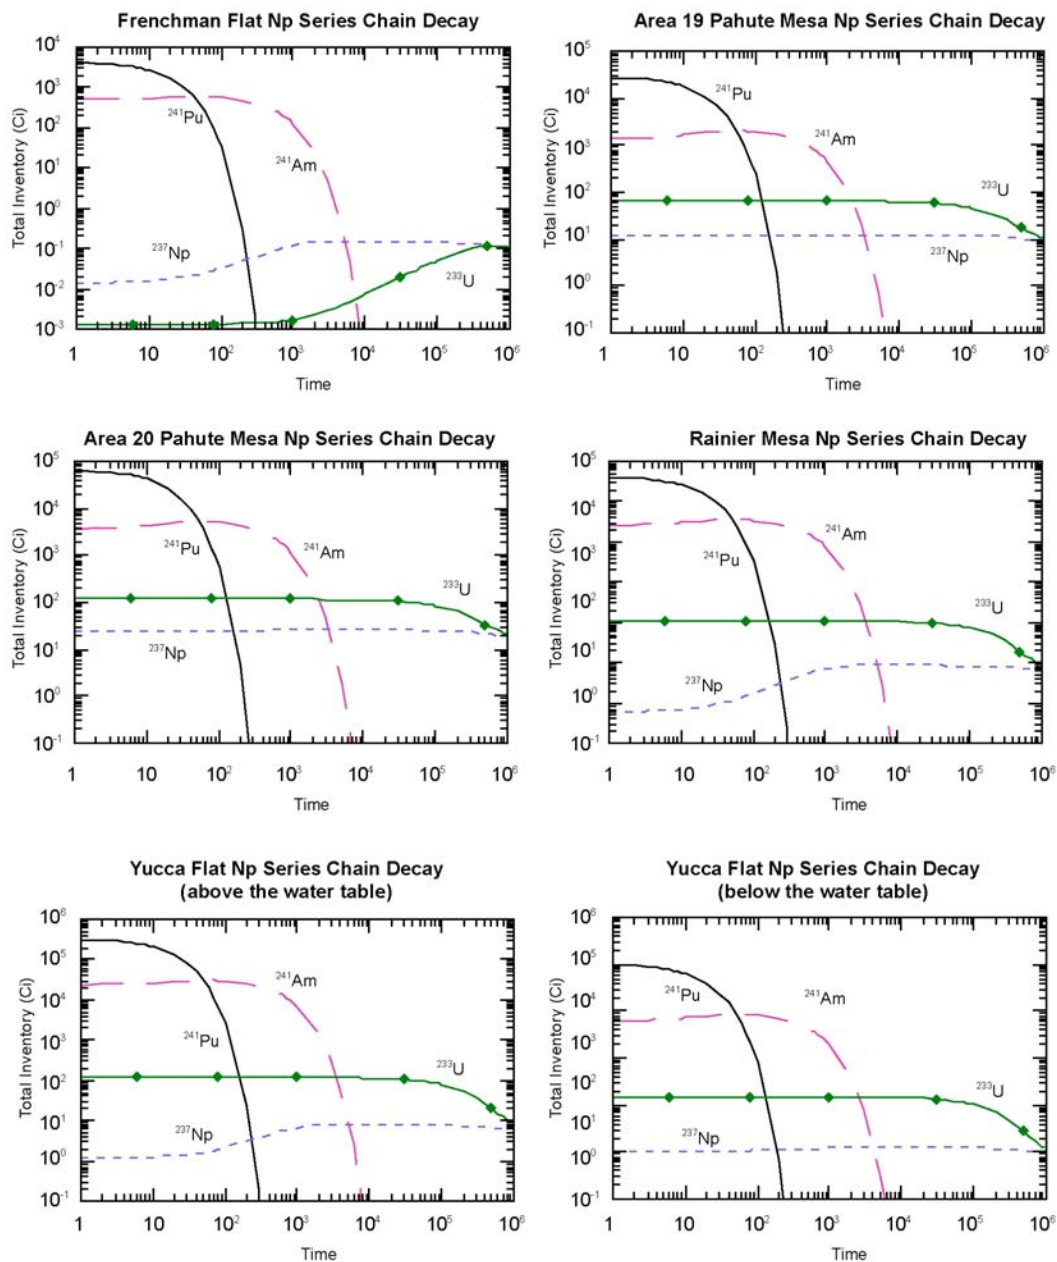 Frenchman Flat Np Series Chain Decay
Total Inventory (Ci)
10⁴
10³
10²
10¹
10⁰
10⁻¹
10⁻²
10⁻³
²⁴¹Pu
²⁴¹Am
²³⁷Np
²³³U
1 10 10² 10³ 10⁴ 10⁵ 10⁶
Time
Area 19 Pahute Mesa Np Series Chain Decay
Total Inventory (Ci)
10⁵
10⁴
10³
10²
10¹
10⁰
10⁻¹
²⁴¹Pu
²⁴¹Am
²³³U
²³⁷Np
1 10 10² 10³ 10⁴ 10⁵ 10⁶
Time
Area 20 Pahute Mesa Np Series Chain Decay
Total Inventory (Ci)
10⁵
10⁴
10³
10²
10¹
10⁰
10⁻¹
²⁴¹Pu
²⁴¹Am
²³³U
²³⁷Np
1 10 10² 10³ 10⁴ 10⁵ 10⁶
Time
Rainier Mesa Np Series Chain Decay
Total Inventory (Ci)
10⁵
10⁴
10³
10²
10¹
10⁰
10⁻¹
²⁴¹Am
²⁴¹Pu
²³³U
²³⁷Np
1 10 10² 10³ 10⁴ 10⁵ 10⁶
Time
Yucca Flat Np Series Chain Decay
(above the water table)
Total Inventory (Ci)
10⁶
10⁵
10⁴
10³
10²
10¹
10⁰
10⁻¹
²⁴¹Am
²⁴¹Pu
²³³U
²³⁷Np
1 10 10² 10³ 10⁴ 10⁵ 10⁶
Time
Yucca Flat Np Series Chain Decay
(below the water table)
Total Inventory (Ci)
10⁶
10⁵
10⁴
10³
10²
10¹
10⁰
10⁻¹
²⁴¹Pu
²⁴¹Am
²³³U
²³⁷Np
1 10 10² 10³ 10⁴ 10⁵ 10⁶
Time